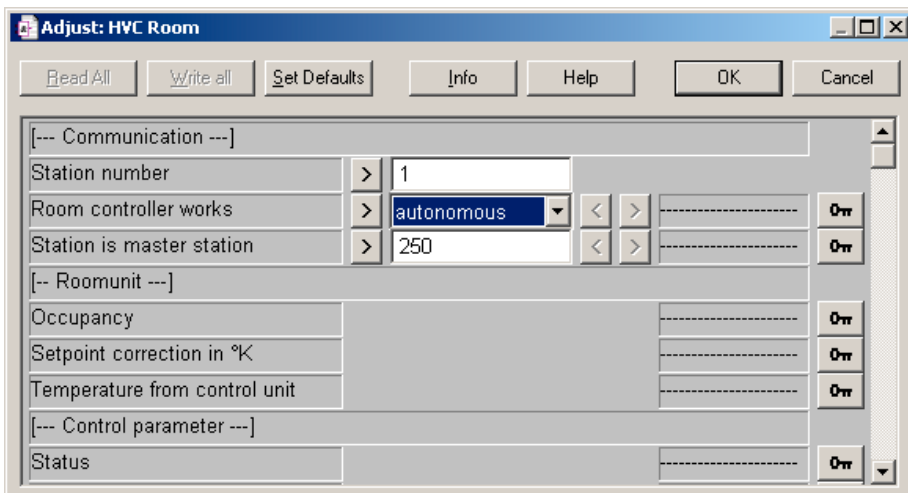 Adjust: HVC Room
Read All Write all Set Defaults Info Help OK Cancel
[--- Communication ---]
Station number > 1
Room controller works > autonomous < > --------------------
Station is master station > 250 < > --------------------
[-- Roomunit ---]
Occupancy --------------------
Setpoint correction in °K --------------------
Temperature from control unit --------------------
[--- Control parameter ---]
Status --------------------